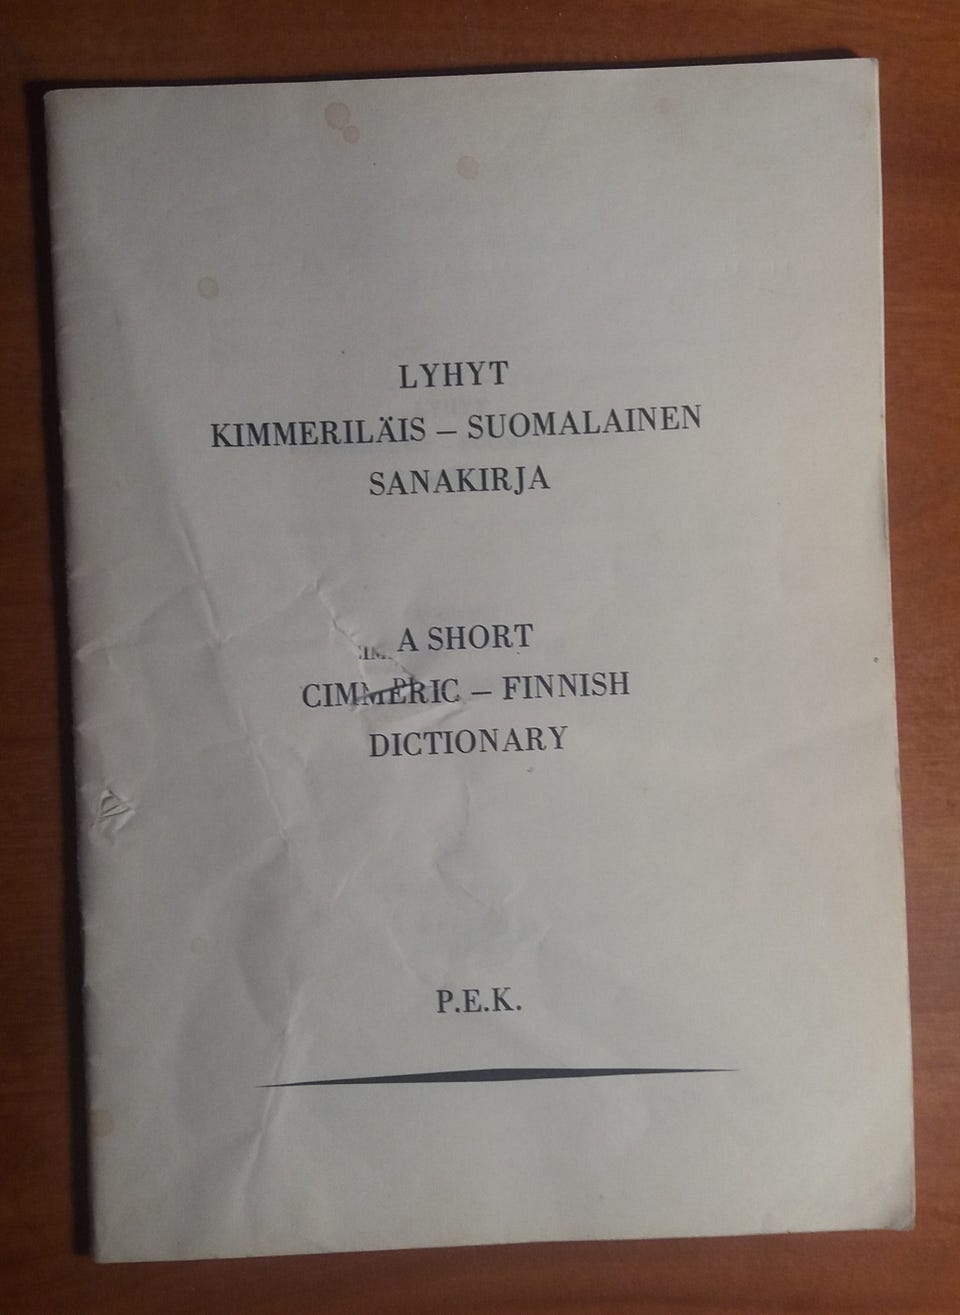 LYHYT
KIMMERILÄIS – SUOMALAINEN
SANAKIRJA
A SHORT
CIMMERIC – FINNISH
DICTIONARY
P.E.K.